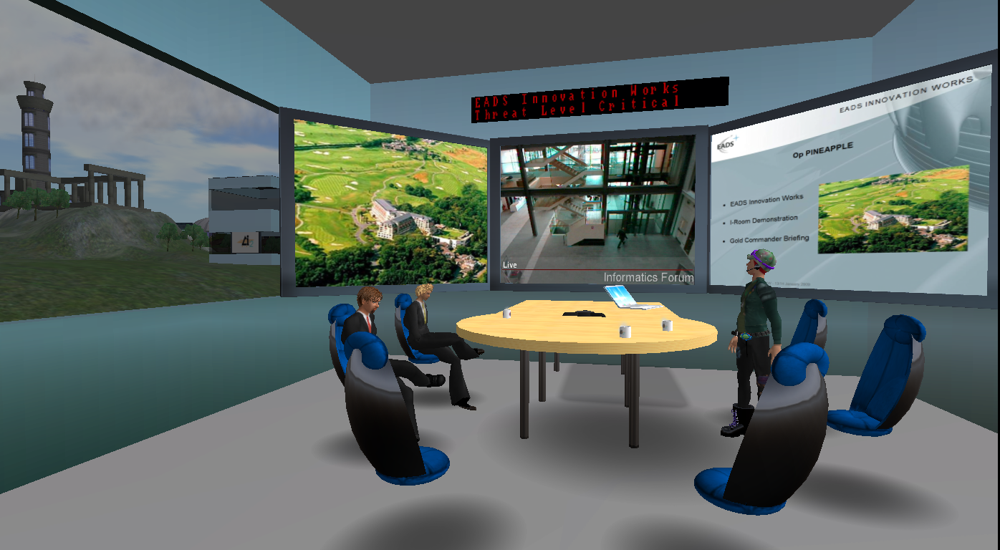 EADS Innovation Works
Threat Level Critical
Live
Informatics Forum
EADS INNOVATION WORKS
EADS
Op PINEAPPLE
• EADS Innovation Works
• I-Room Demonstration
• Gold Commander Briefing